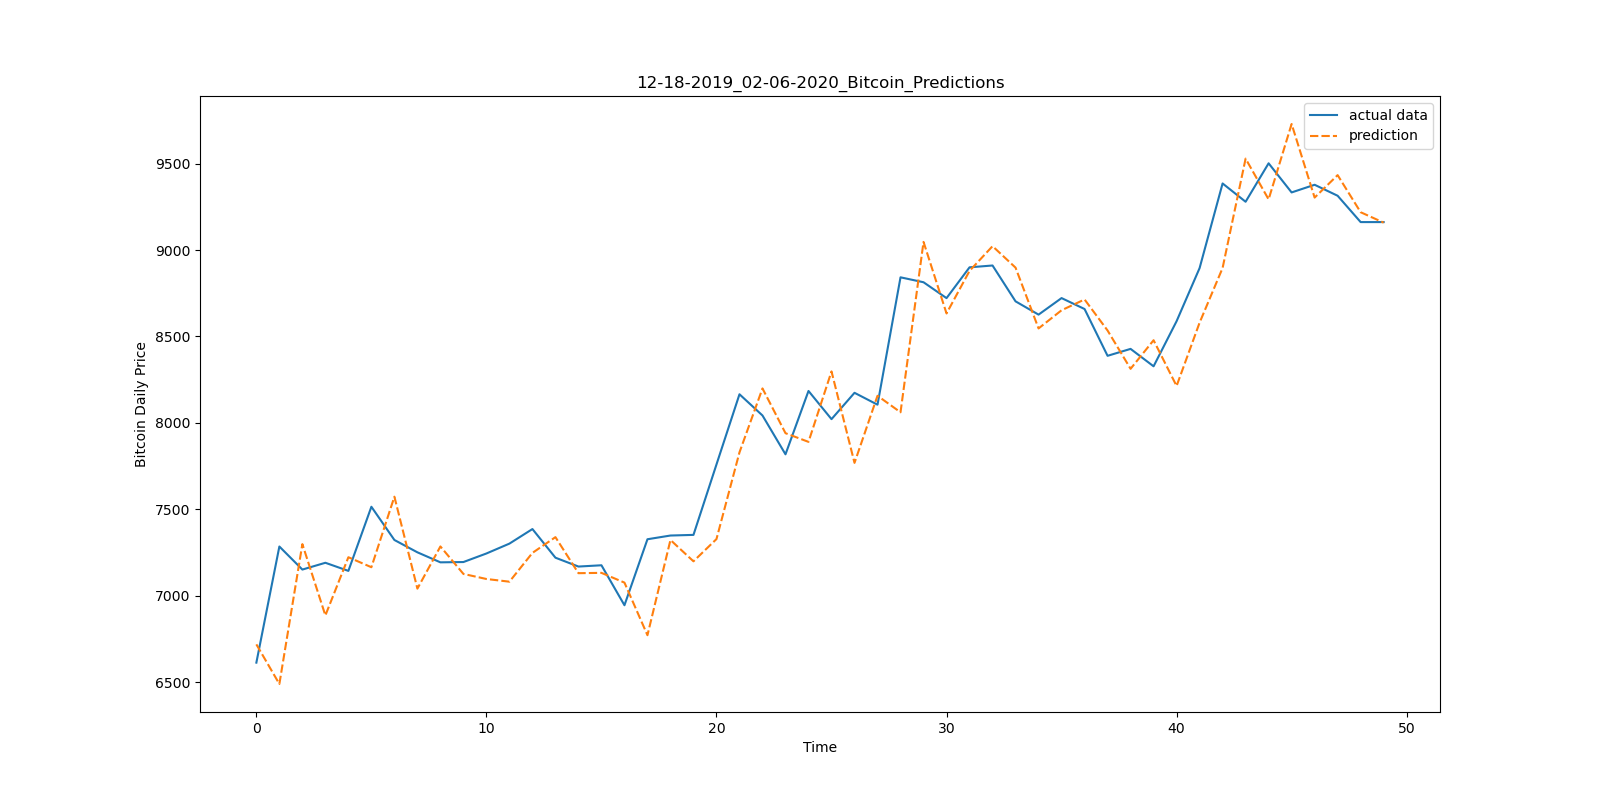 12-18-2019_02-06-2020_Bitcoin_Predictions
actual data
prediction
9500
9000
8500
8000
7500
7000
6500
Bitcoin Daily Price
0 10 20 30 40 50
Time